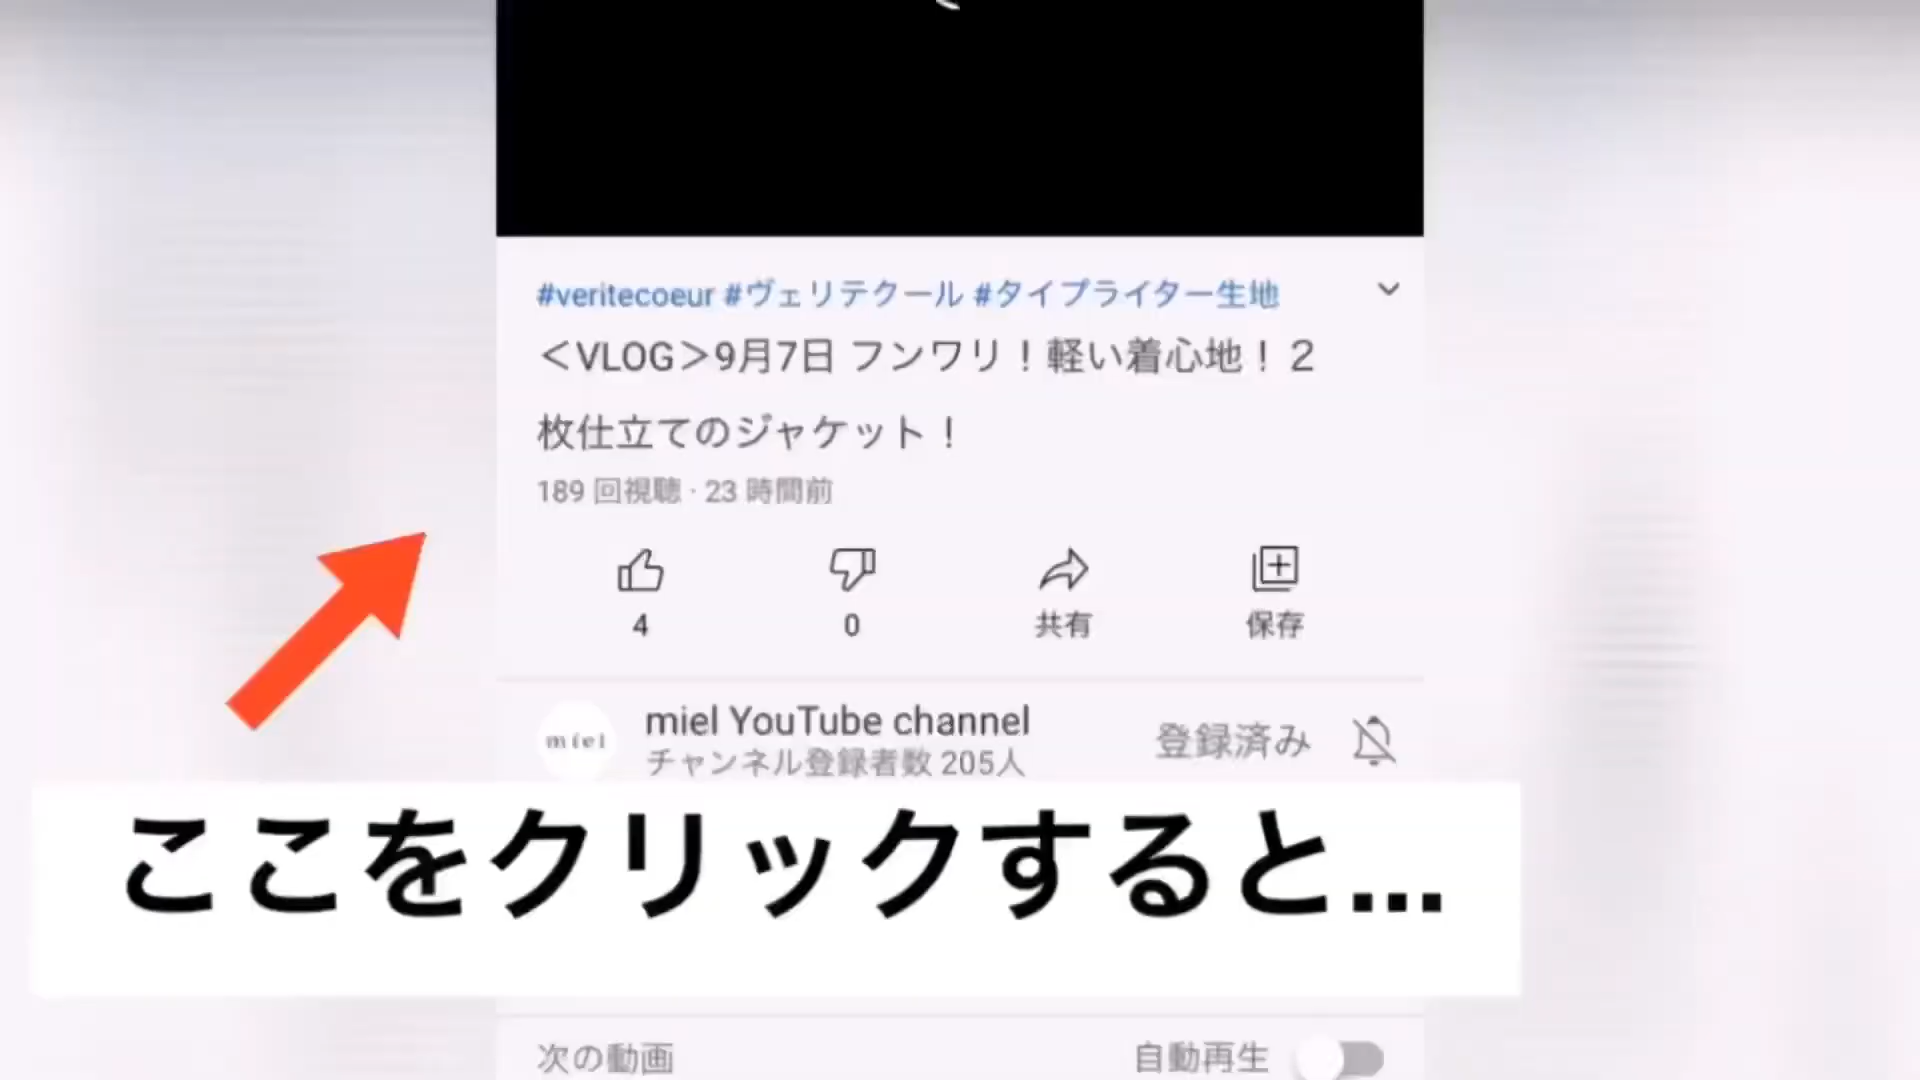 #veritecoeur #ヴェリテクール #タイプライター生地
＜VLOG＞9月7日 フンワリ！軽い着心地！２
枚仕立てのジャケット！
189 回視聴 · 23 時間前
4 0 共有 保存
miel
miel YouTube channel
チャンネル登録者数 205人
登録済み
ここをクリックすると...
次の動画 自動再生